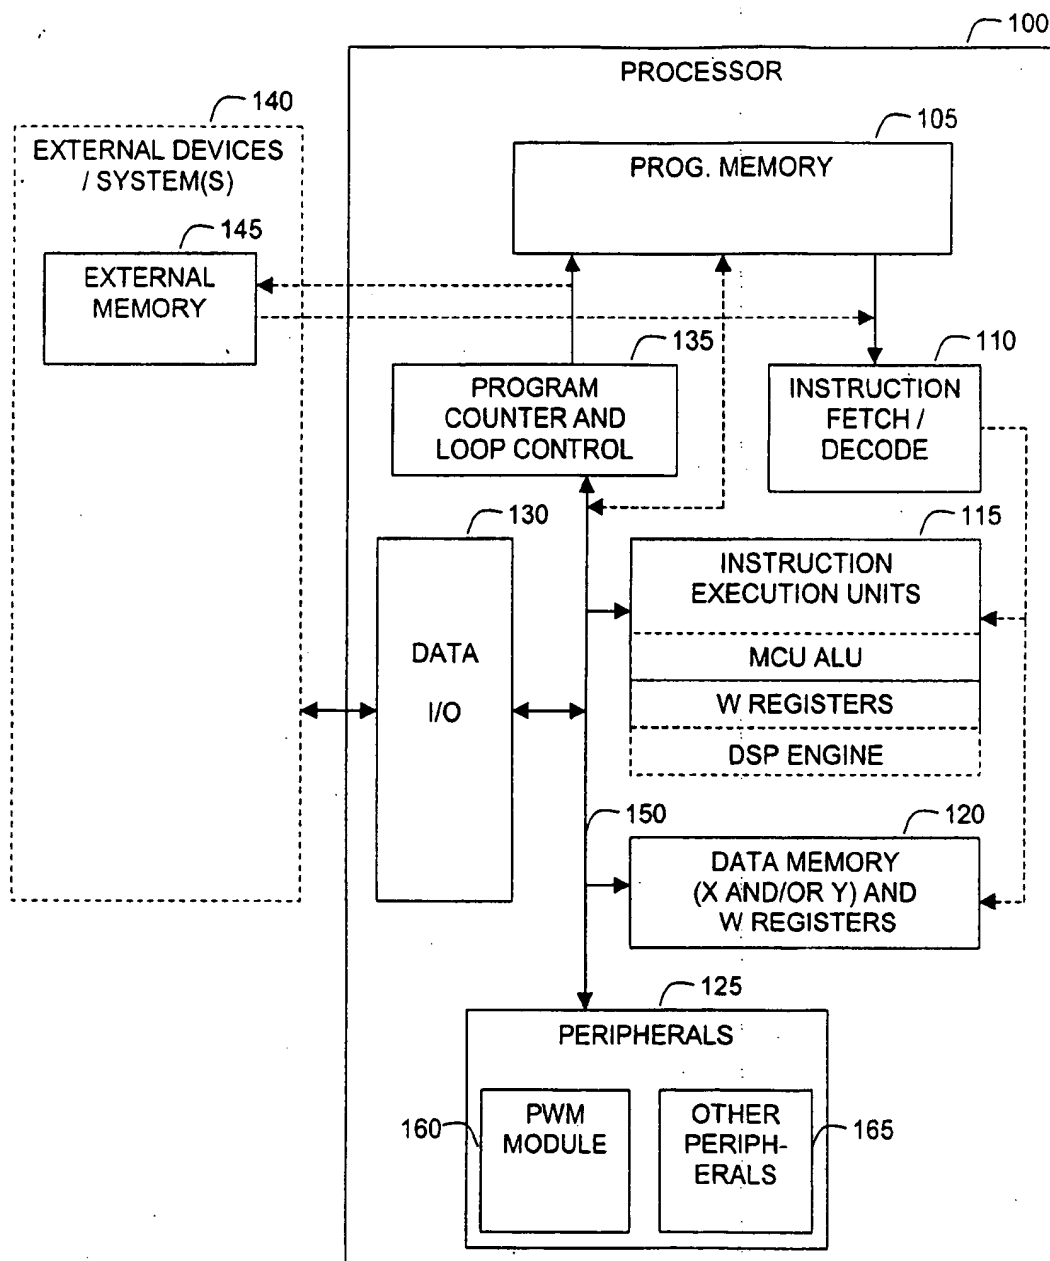 100
PROCESSOR
140
EXTERNAL DEVICES
/ SYSTEM(S)
105
PROG. MEMORY
145
EXTERNAL
MEMORY
135
PROGRAM
COUNTER AND
LOOP CONTROL
110
INSTRUCTION
FETCH /
DECODE
130
DATA
I/O
115
INSTRUCTION
EXECUTION UNITS
MCU ALU
W REGISTERS
DSP ENGINE
150
120
DATA MEMORY
(X AND/OR Y) AND
W REGISTERS
125
PERIPHERALS
160
PWM
MODULE
OTHER
PERIPH-
ERALS
165